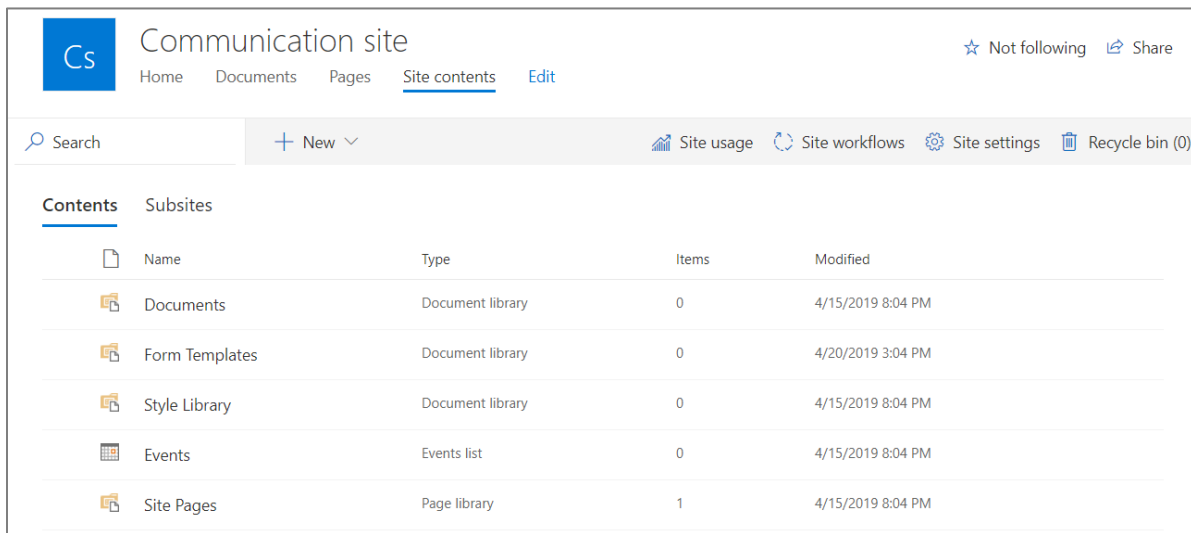 Cs
Communication site
☆ Not following Share
Home Documents Pages Site contents Edit
Search + New Site usage Site workflows Site settings Recycle bin (0)
Contents Subsites
Name Type Items Modified
Documents Document library 0 4/15/2019 8:04 PM
Form Templates Document library 0 4/20/2019 3:04 PM
Style Library Document library 0 4/15/2019 8:04 PM
Events Events list 0 4/15/2019 8:04 PM
Site Pages Page library 1 4/15/2019 8:04 PM